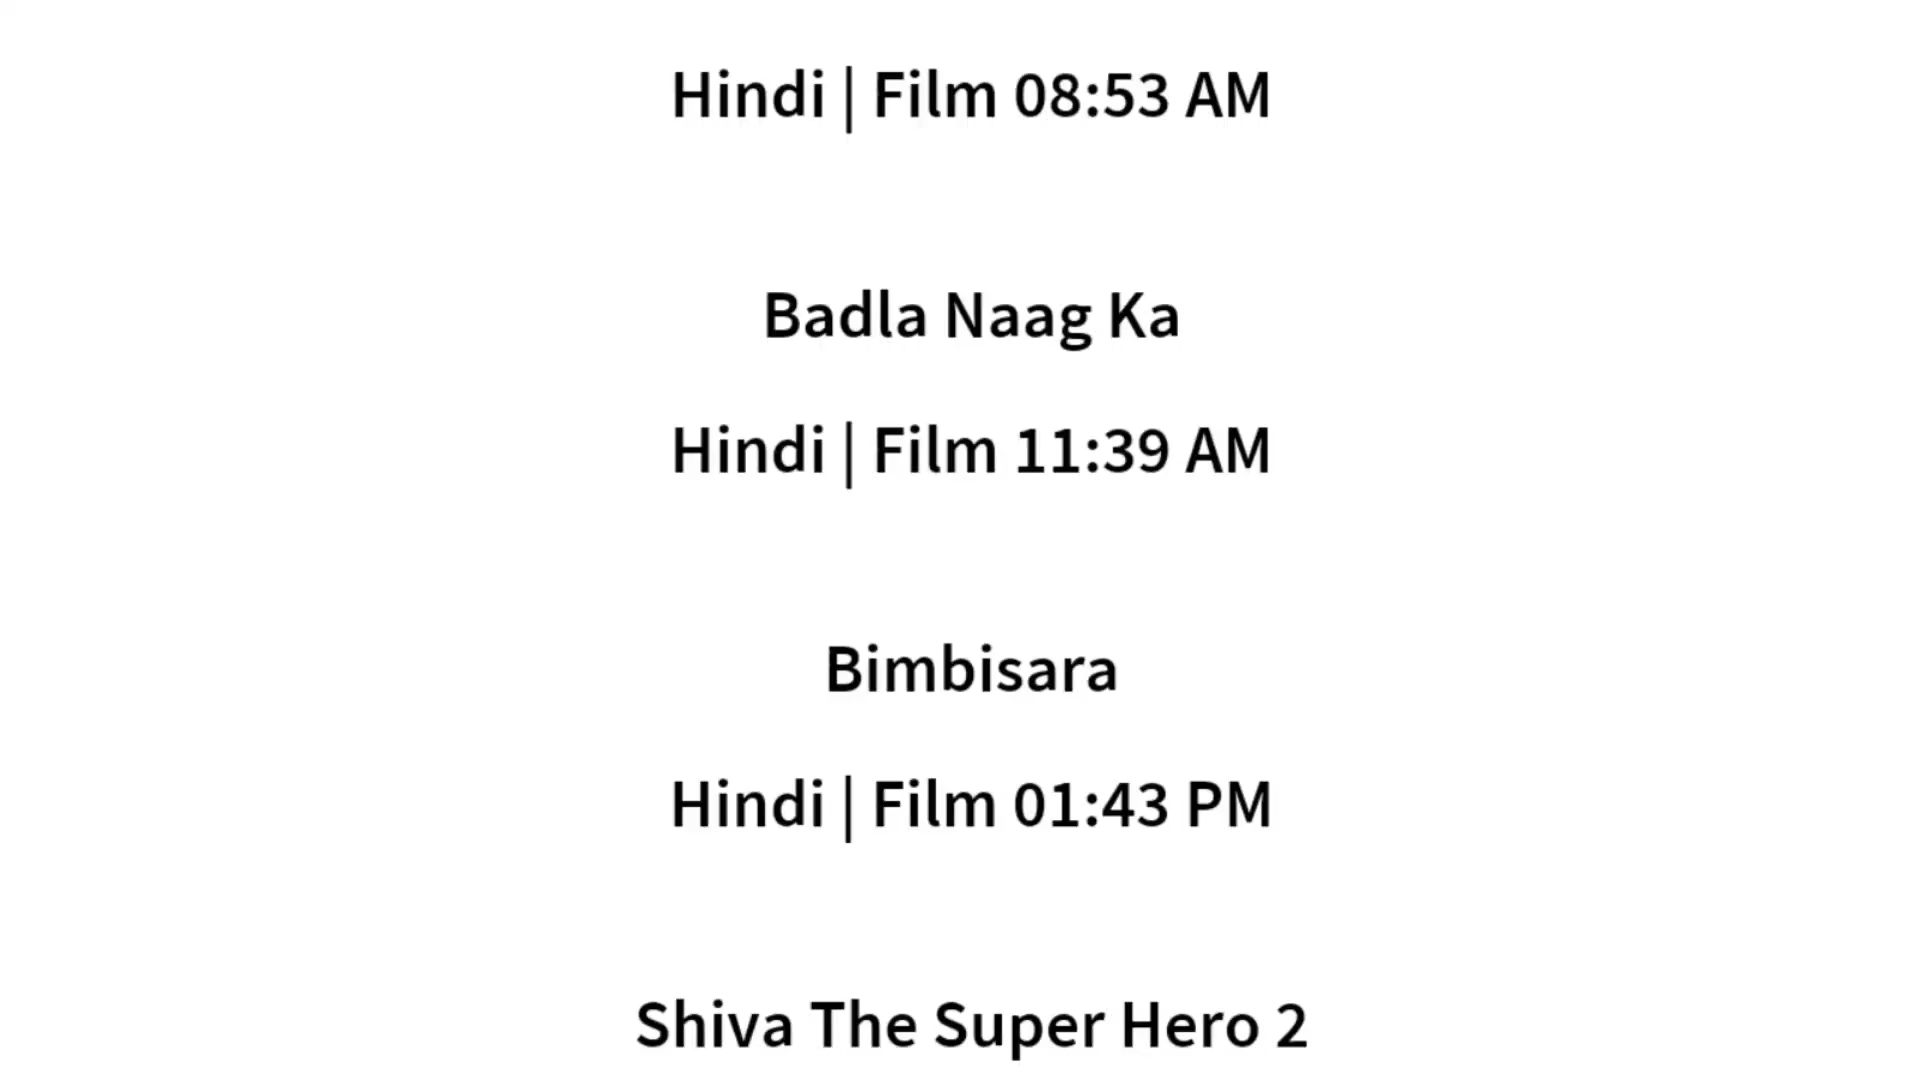 Hindi | Film 08:53 AM
Badla Naag Ka
Hindi | Film 11:39 AM
Bimbisara
Hindi | Film 01:43 PM
Shiva The Super Hero 2